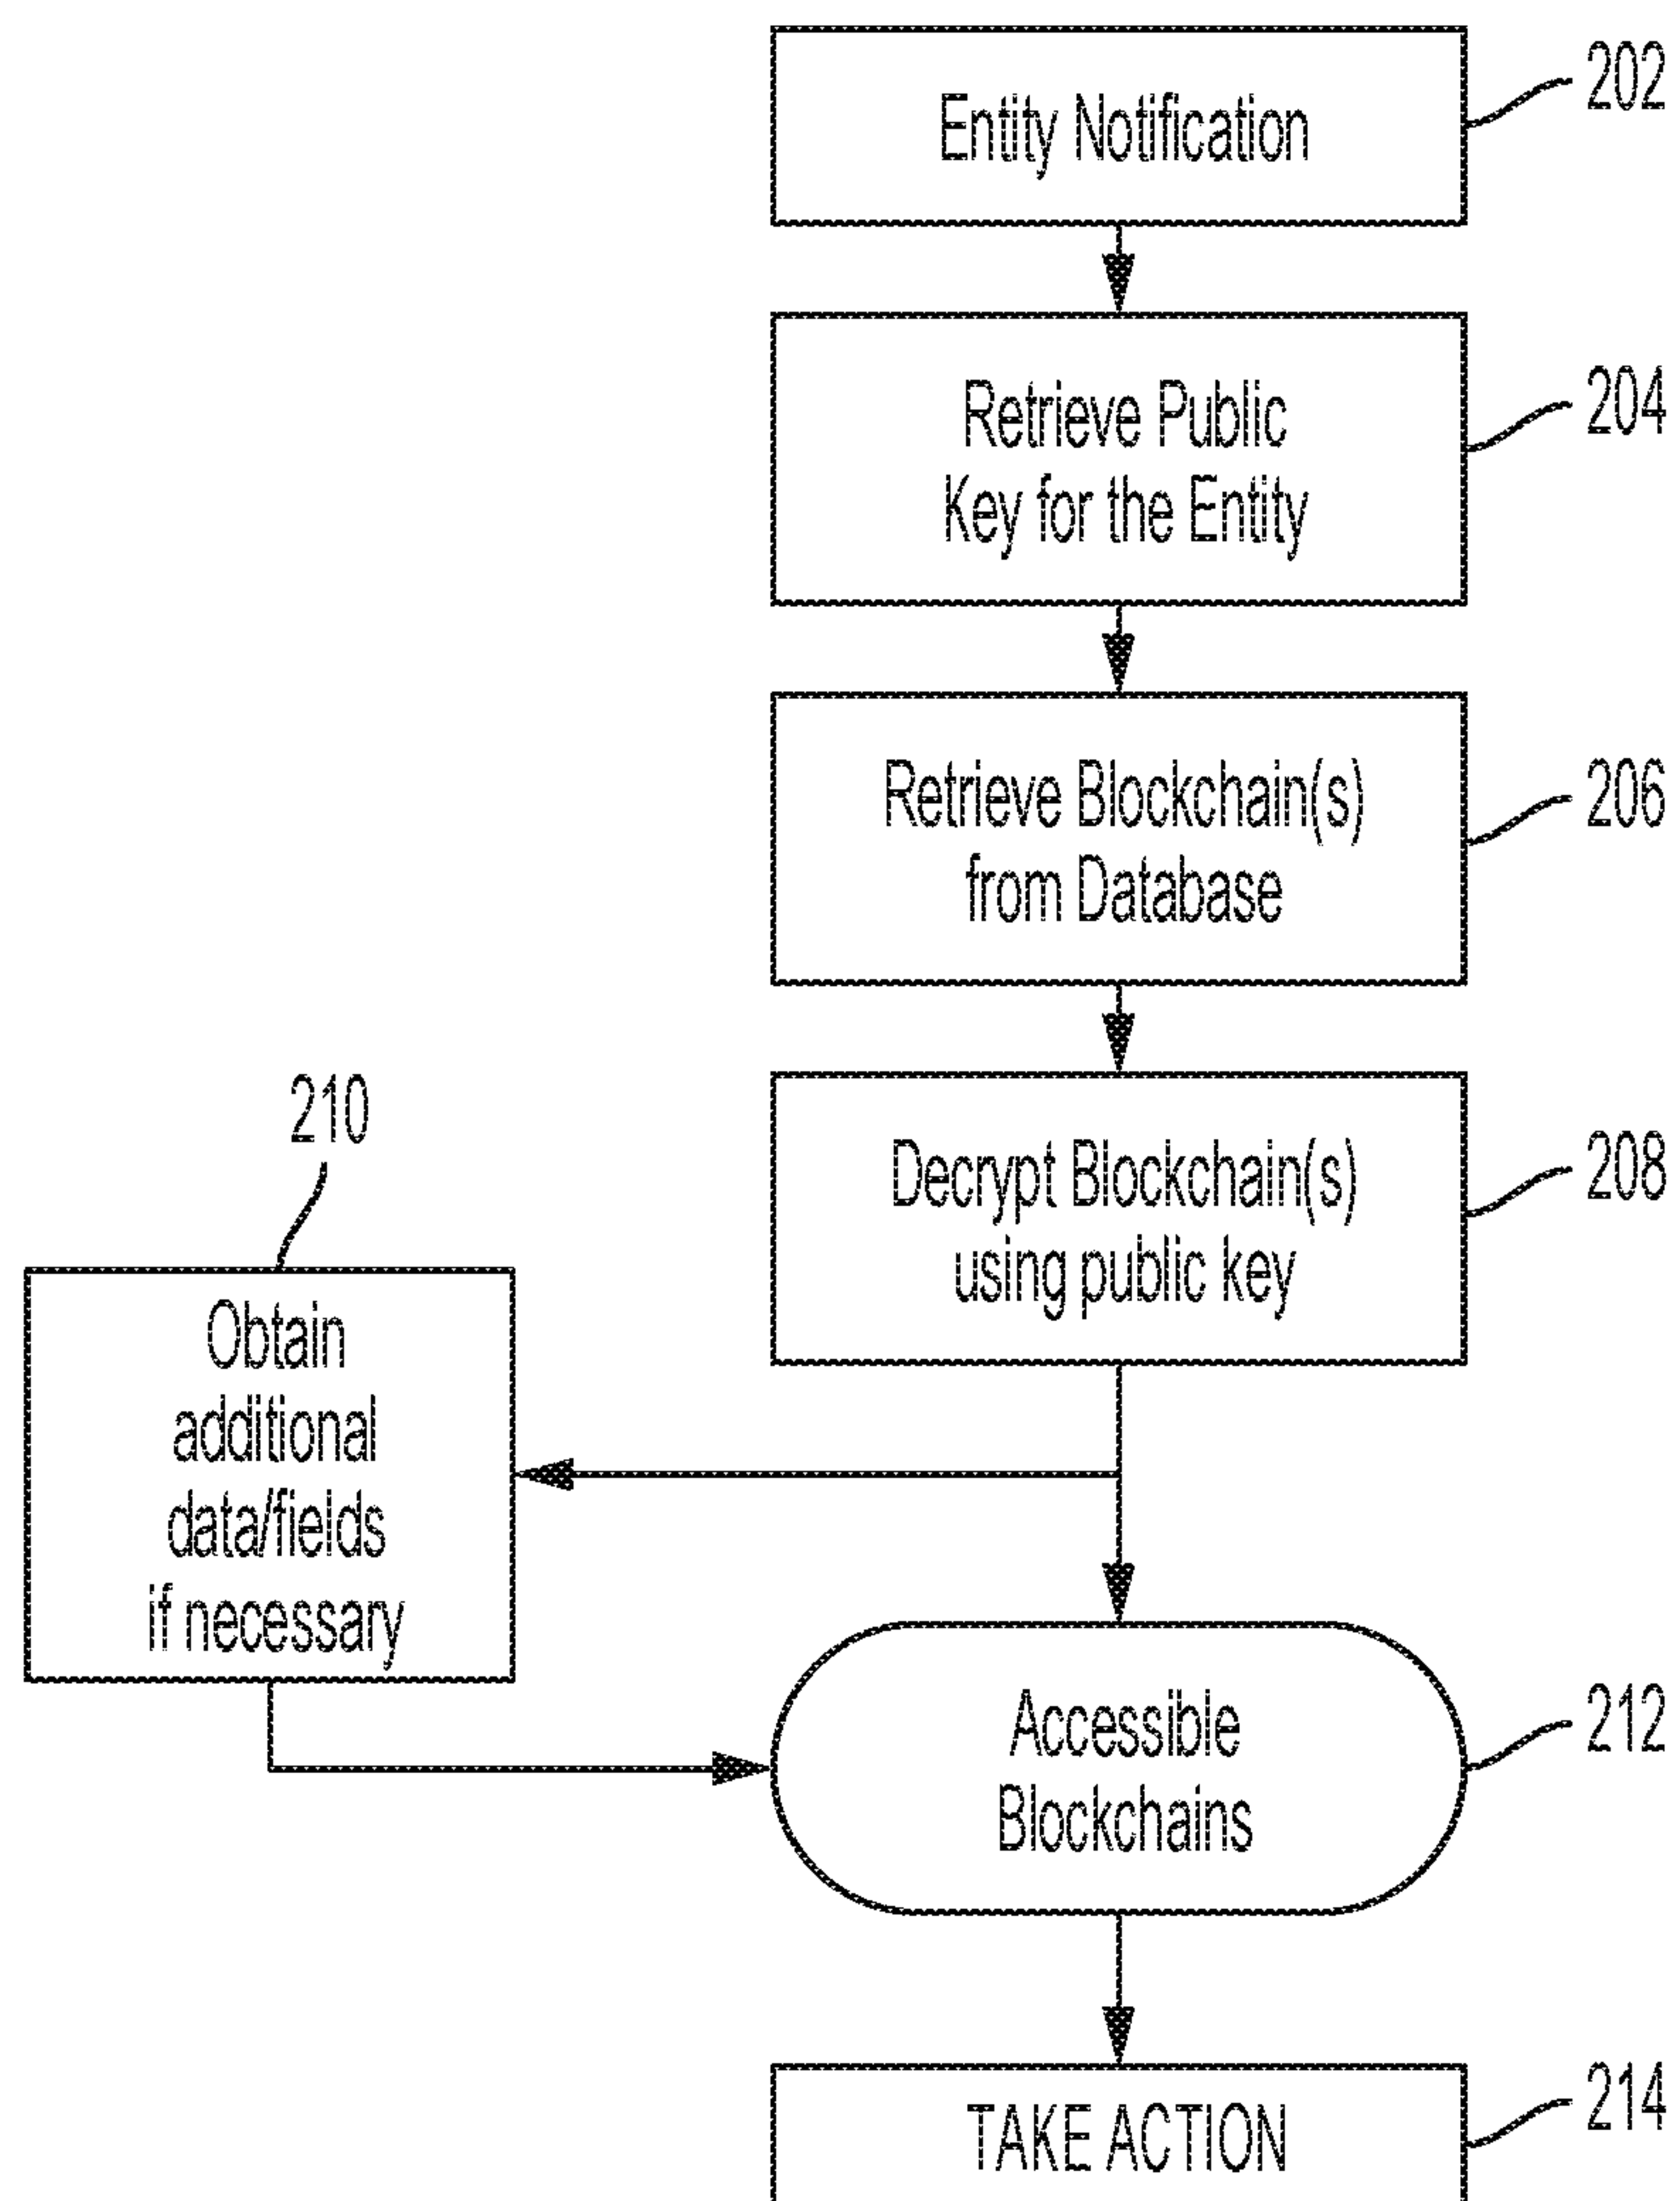 Entity Notification
202
Retrieve Public
Key for the Entity
204
Retrieve Blockchain(s)
from Database
206
Decrypt Blockchain(s)
using public key
208
210
Obtain
additional
data/fields
if necessary
Accessible
Blockchains
212
TAKE ACTION
214